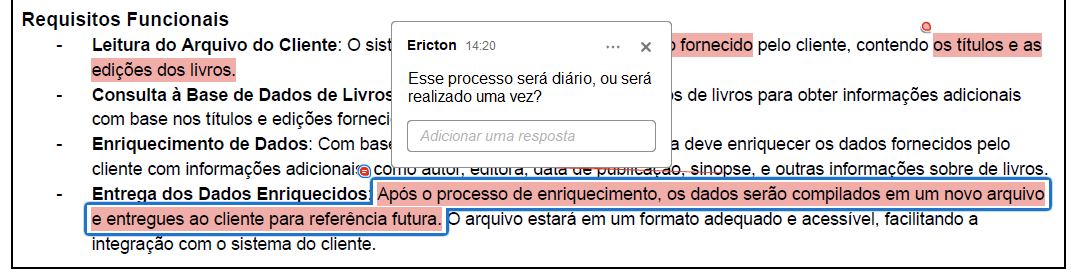 Requisitos Funcionais
- Leitura do Arquivo do Cliente: O sist fornecido pelo cliente, contendo os títulos e as
edições dos livros.
- Consulta à Base de Dados de Livros os de livros para obter informações adicionais
com base nos títulos e edições forneci
- Enriquecimento de Dados: Com base a deve enriquecer os dados fornecidos pelo
cliente com informações adicionais, como autor, editora, data de publicação, sinopse, e outras informações sobre de livros.
- Entrega dos Dados Enriquecidos: Após o processo de enriquecimento, os dados serão compilados em um novo arquivo
e entregues ao cliente para referência futura. O arquivo estará em um formato adequado e acessível, facilitando a
integração com o sistema do cliente.
Ericton 14:20
Esse processo será diário, ou será
realizado uma vez?
Adicionar uma resposta